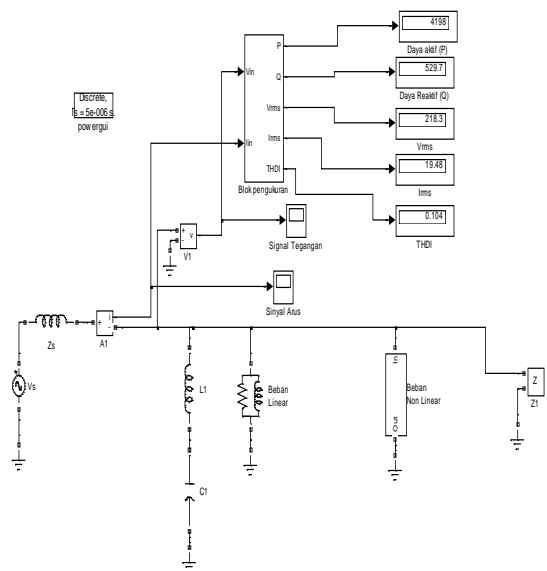 P
4198
Daya aktif (P)
Vin
Q
529.7
Daya Reaktif (Q)
Discrete,
Ts = 5e-006 s.
powergui
Vrms
218.3
Vrms
Iin
Irms
19.48
Irms
THDI
Blok pengukuran
0.104
THDI
+
-
v
V1
Signal Tegangan
Sinyal Arus
Zs
+
i
-
A1
Vs
L1
Beban
Linear
In
Out
Beban
Non Linear
+
-
Z
Z1
C1